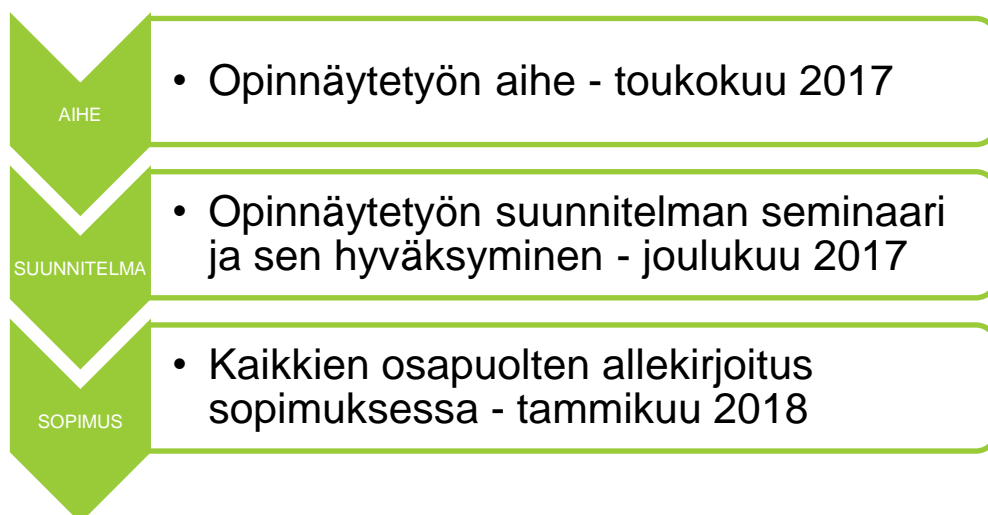 AIHE
• Opinnäytetyön aihe - toukokuu 2017
SUUNNITELMA
• Opinnäytetyön suunnitelman seminaari
ja sen hyväksyminen - joulukuu 2017
SOPIMUS
• Kaikkien osapuolten allekirjoitus
sopimuksessa - tammikuu 2018